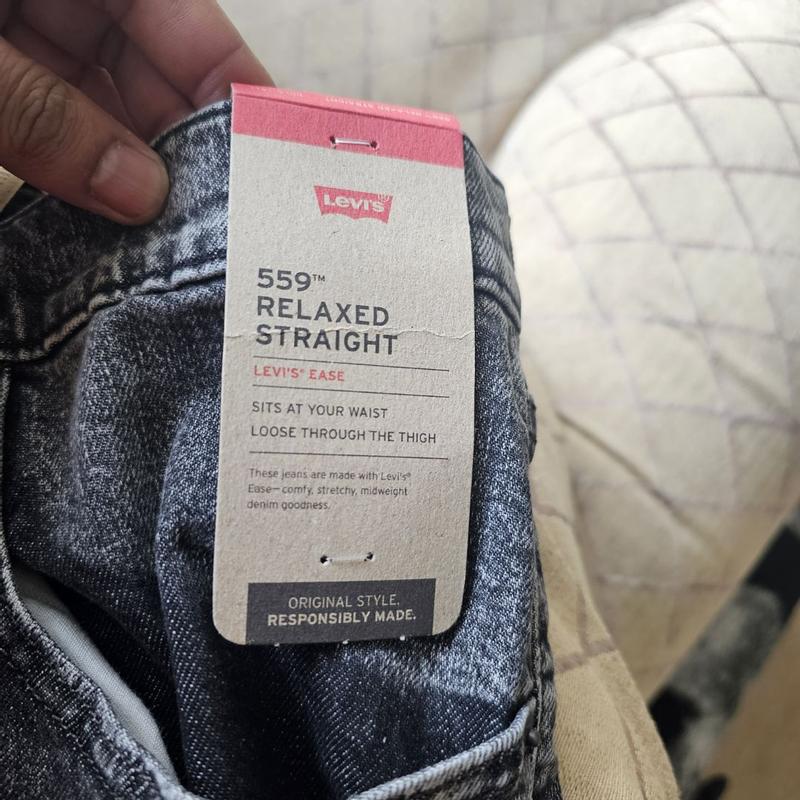 Levi's
559™
RELAXED
STRAIGHT
LEVI'S® EASE
SITS AT YOUR WAIST
LOOSE THROUGH THE THIGH
These jeans are made with Levi's®
Ease—comfy, stretchy, midweight
denim goodness.
ORIGINAL STYLE.
RESPONSIBLY MADE.